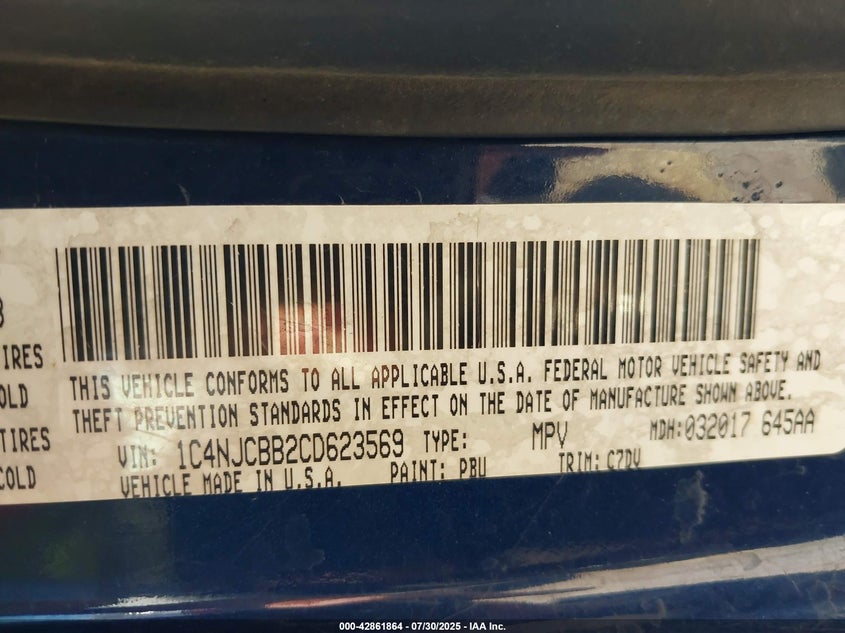 3
IRES
OLD
TIRES
COLD
THIS VEHICLE CONFORMS TO ALL APPLICABLE U.S.A. FEDERAL MOTOR VEHICLE SAFETY AND
THEFT PREVENTION STANDARDS IN EFFECT ON THE DATE OF MANUFACTURE SHOWN ABOVE.
VIN: 1C4NJCBB2CD623569 TYPE: MPV MDH:032017 645AA
VEHICLE MADE IN U.S.A. PAINT: PBU TRIM: C7DV
000-42861864 - 07/30/2025 - IAA Inc.